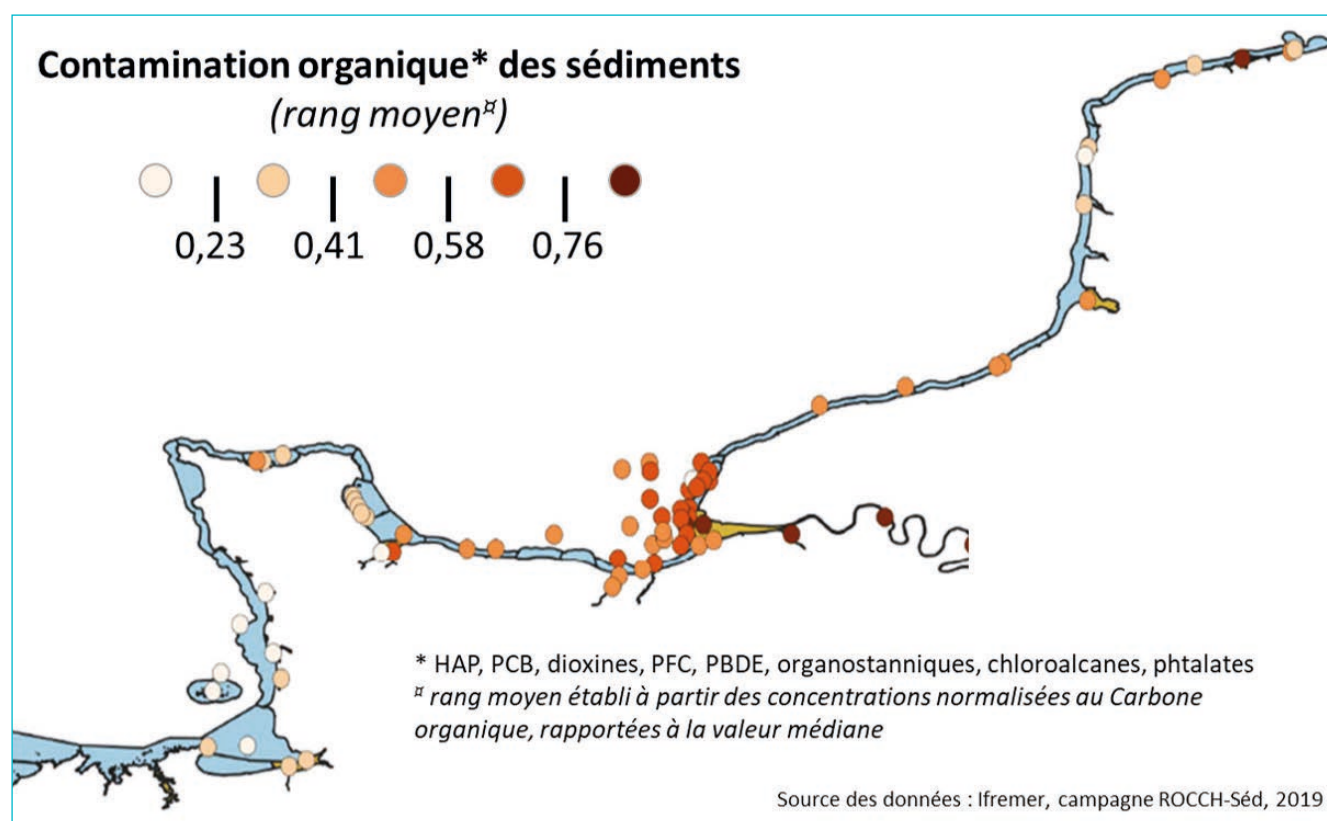 Contamination organique* des sédiments
(rang moyen¤)
0,23 0,41 0,58 0,76
* HAP, PCB, dioxines, PFC, PBDE, organostanniques, chloroalcanes, phtalates
¤ rang moyen établi à partir des concentrations normalisées au Carbone
organique, rapportées à la valeur médiane
Source des données : Ifremer, campagne ROCCH-Séd, 2019